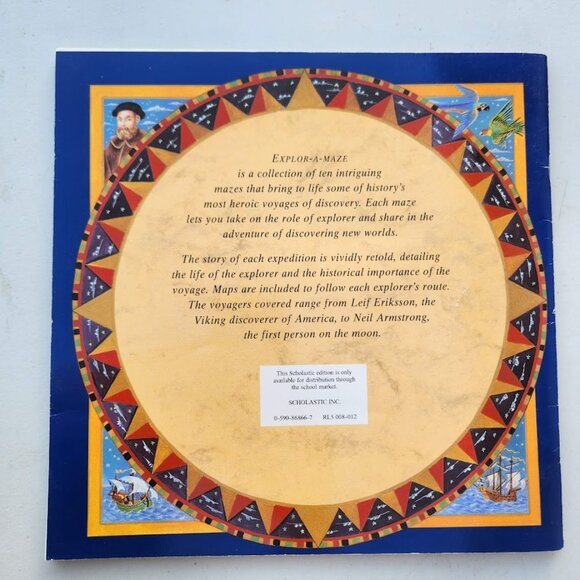 EXPLOR-A-MAZE
is a collection of ten intriguing
mazes that bring to life some of history's
most heroic voyages of discovery. Each maze
lets you take on the role of explorer and share in the
adventure of discovering new worlds.
The story of each expedition is vividly retold, detailing
the life of the explorer and the historical importance of the
voyage. Maps are included to follow each explorer's route.
The voyagers covered range from Leif Eriksson, the
Viking discoverer of America, to Neil Armstrong,
the first person on the moon.
This Scholastic edition is only
available for distribution through
the school market.
SCHOLASTIC INC.
0-590-86866-7 RL5 008-012